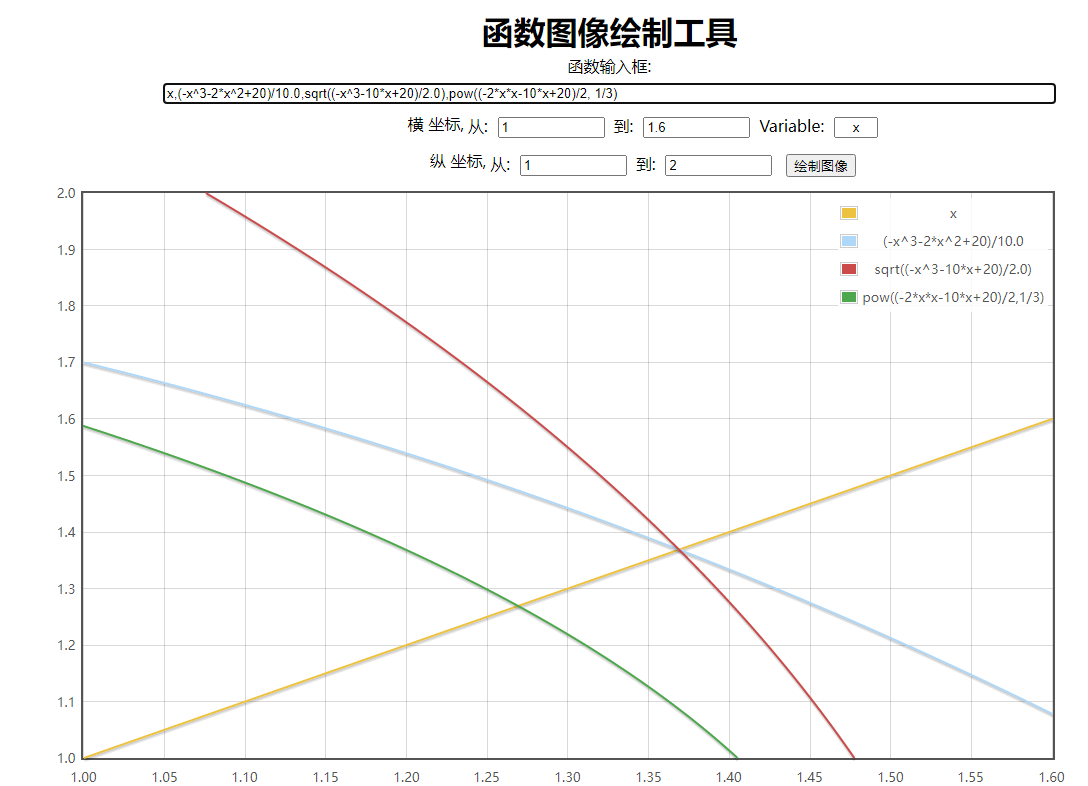 函数图像绘制工具
函数输入框:
x,(-x^3-2*x^2+20)/10.0,sqrt((-x^3-10*x+20)/2.0),pow((-2*x*x-10*x+20)/2, 1/3)
横 坐标, 从: 1 到: 1.6 Variable: x
纵 坐标, 从: 1 到: 2 绘制图像
2.0
1.9
1.8
1.7
1.6
1.5
1.4
1.3
1.2
1.1
1.0
x
(-x^3-2*x^2+20)/10.0
sqrt((-x^3-10*x+20)/2.0)
pow((-2*x*x-10*x+20)/2,1/3)
1.00 1.05 1.10 1.15 1.20 1.25 1.30 1.35 1.40 1.45 1.50 1.55 1.60